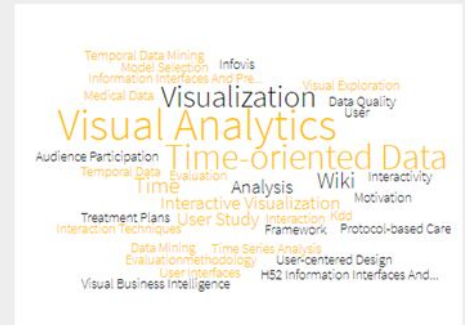 Temporal Data Mining
Model Selection Infovis
Information Interfaces And Pre...
Visual Exploration
Medical Data Visualization Data Quality
User
Visual Analytics
Audience Participation Time-oriented Data
Temporal Data Evaluation
Time Analysis Wiki Interactivity
Interactive Visualization Motivation
Treatment Plans User Study Interaction Kdd
Interaction Techniques Framework Protocol-based Care
Data Mining Time Series Analysis
Evaluationmethodology User-centered Design
User Interfaces H52 Information Interfaces And...
Visual Business Intelligence